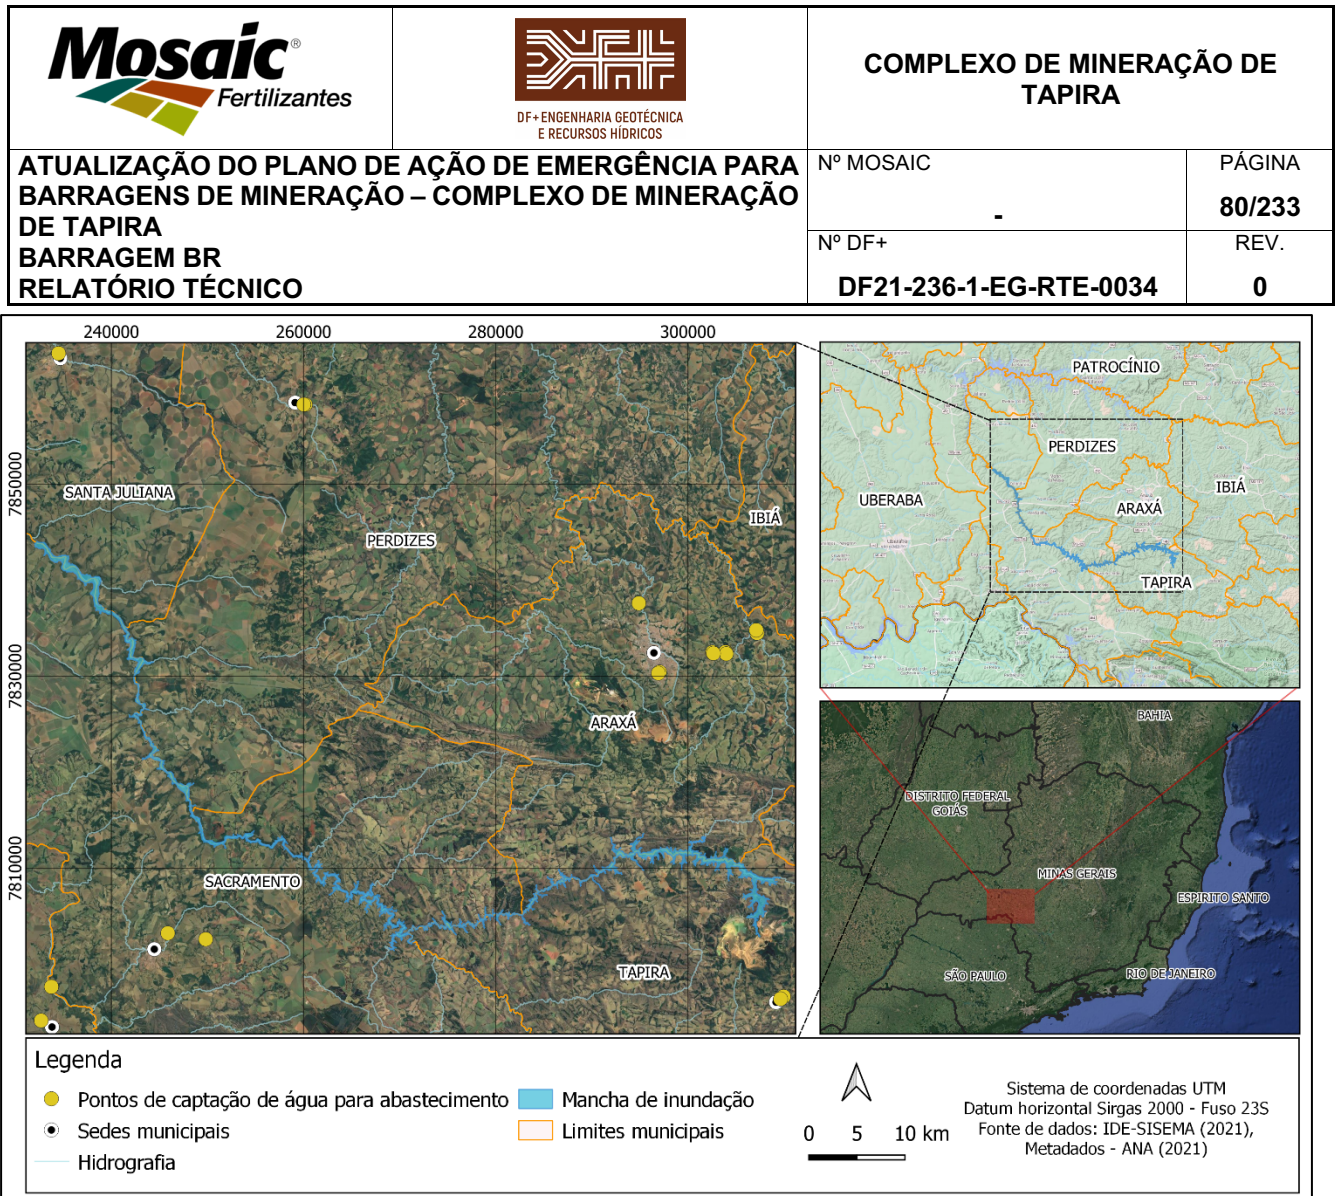 Mosaic®
Fertilizantes
DF+ ENGENHARIA GEOTÉCNICA
E RECURSOS HÍDRICOS
COMPLEXO DE MINERAÇÃO DE
TAPIRA
ATUALIZAÇÃO DO PLANO DE AÇÃO DE EMERGÊNCIA PARA
BARRAGENS DE MINERAÇÃO – COMPLEXO DE MINERAÇÃO
DE TAPIRA
BARRAGEM BR
RELATÓRIO TÉCNICO
Nº MOSAIC
-
PÁGINA
80/233
Nº DF+
DF21-236-1-EG-RTE-0034
REV.
0
240000 260000 280000 300000
7850000
7830000
7810000
SANTA JULIANA
PERDIZES
IBIÁ
ARAXÁ
SACRAMENTO
TAPIRA
PATROCÍNIO
PERDIZES
UBERABA
ARAXÁ
IBIÁ
TAPIRA
BAHIA
DISTRITO FEDERAL
GOIÁS
MINAS GERAIS
ESPIRITO SANTO
SÃO PAULO
RIO DE JANEIRO
Legenda
Pontos de captação de água para abastecimento
Sedes municipais
Hidrografia
Mancha de inundação
Limites municipais
0 5 10 km
Sistema de coordenadas UTM
Datum horizontal Sirgas 2000 - Fuso 23S
Fonte de dados: IDE-SISEMA (2021),
Metadados - ANA (2021)